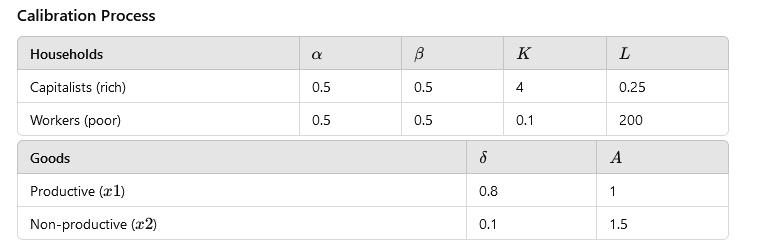 Calibration Process
Households α β K L
Capitalists (rich) 0.5 0.5 4 0.25
Workers (poor) 0.5 0.5 0.1 200
Goods δ A
Productive (x1) 0.8 1
Non-productive (x2) 0.1 1.5